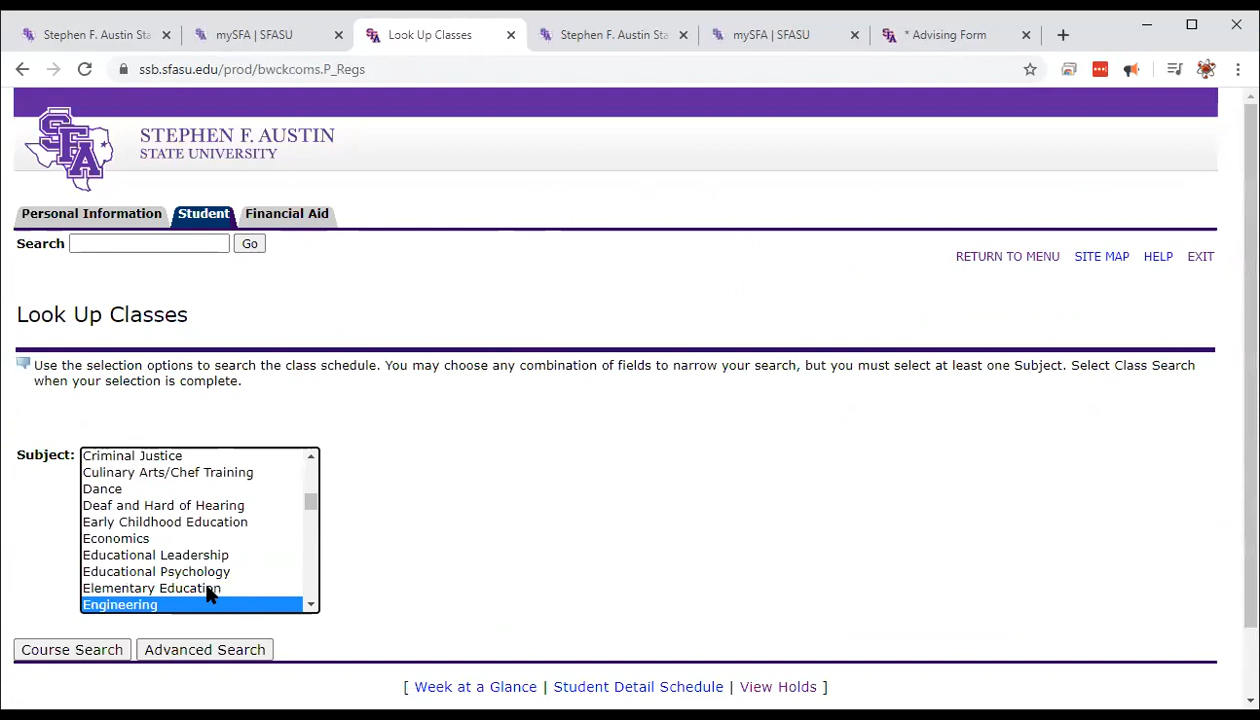 Stephen F. Austin Sta
mySFA | SFASU
Look Up Classes
Stephen F. Austin Sta
mySFA | SFASU
* Advising Form
ssb.sfasu.edu/prod/bwckcoms.P_Regs
SFA
STEPHEN F. AUSTIN
STATE UNIVERSITY
Personal Information
Student
Financial Aid
Search
Go
RETURN TO MENU
SITE MAP
HELP
EXIT
Look Up Classes
Use the selection options to search the class schedule. You may choose any combination of fields to narrow your search, but you must select at least one Subject. Select Class Search
when your selection is complete.
Subject:
Criminal Justice
Culinary Arts/Chef Training
Dance
Deaf and Hard of Hearing
Early Childhood Education
Economics
Educational Leadership
Educational Psychology
Elementary Education
Engineering
Course Search
Advanced Search
[ Week at a Glance | Student Detail Schedule | View Holds ]